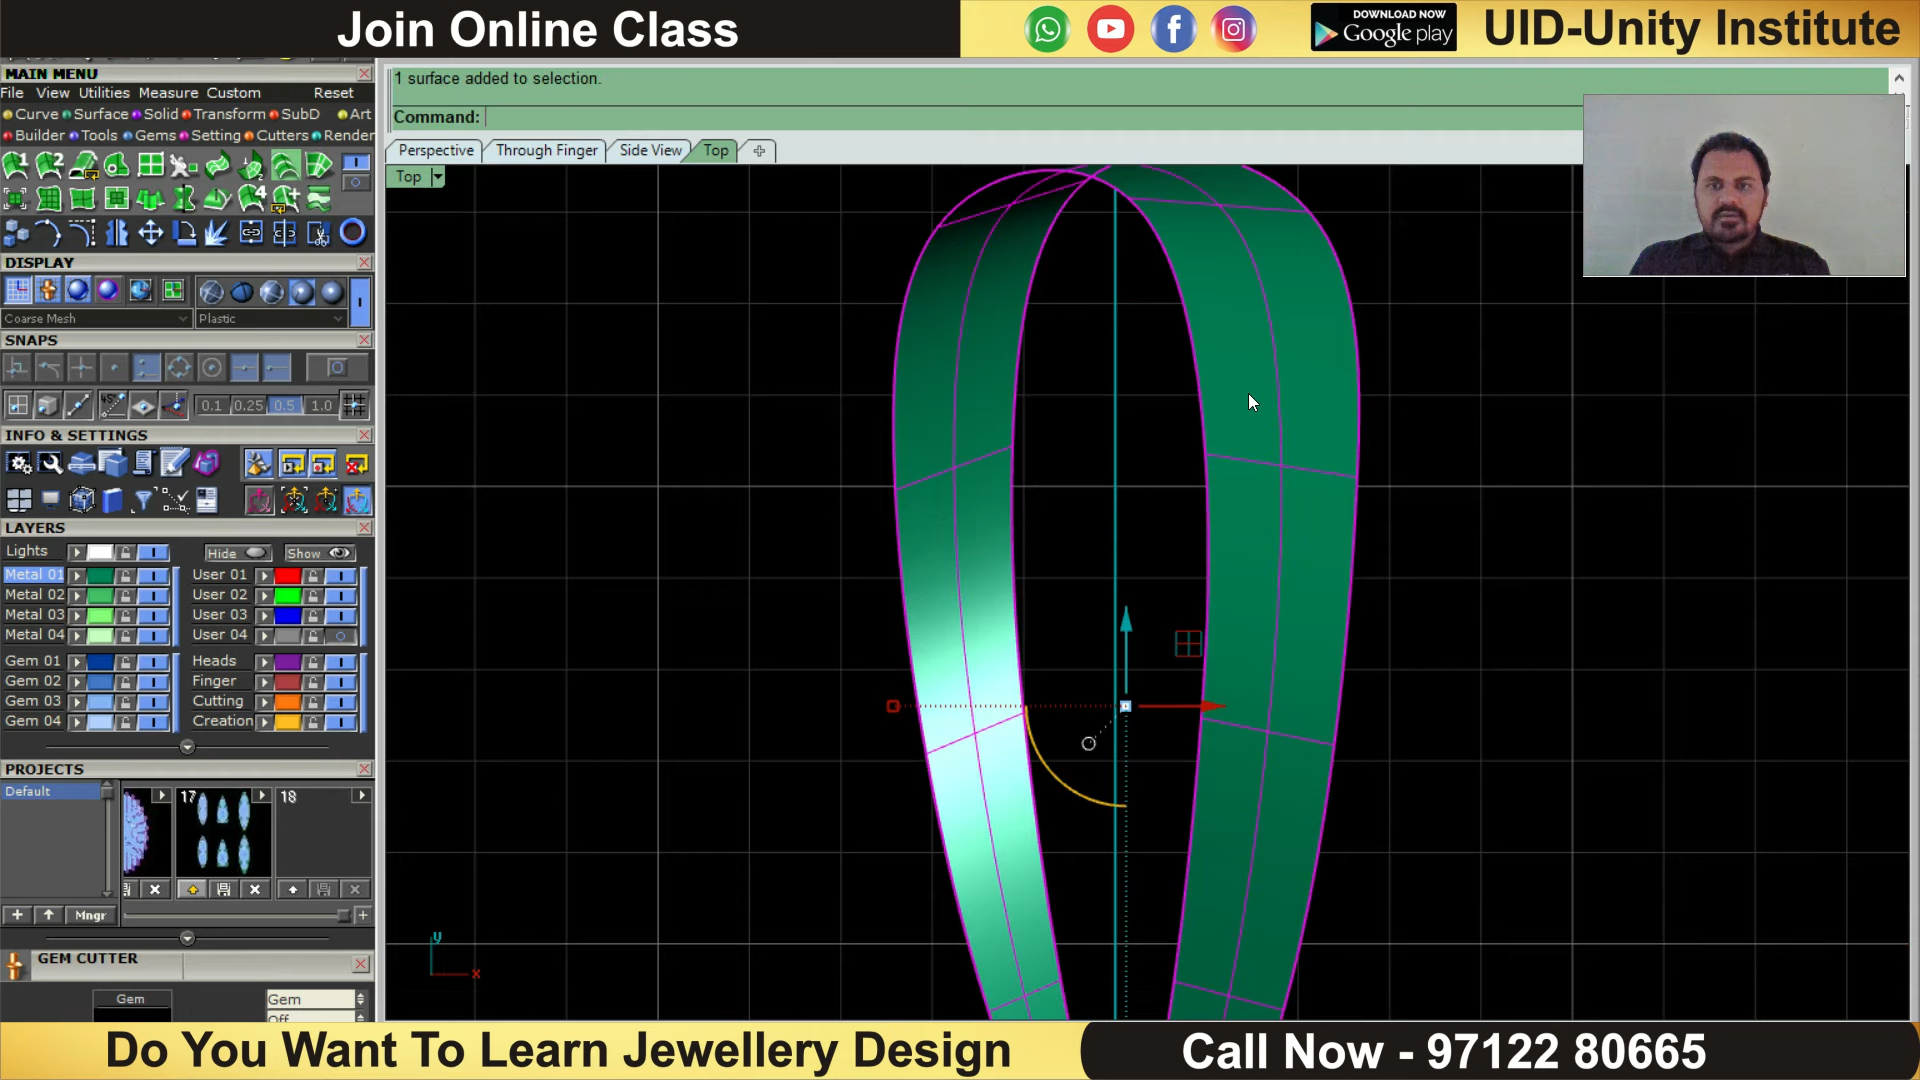 Join Online Class
DOWNLOAD NOW
Google play
UID-Unity Institute
MAIN MENU
File View Utilities Measure Custom Reset
Curve Surface Solid Transform SubD Art
Builder Tools Gems Setting Cutters Render
1 2
4
DISPLAY
Coarse Mesh
Plastic
SNAPS
45°
0.1 0.25 0.5 1.0
INFO & SETTINGS
LAYERS
Lights Hide Show
Metal 01 User 01
Metal 02 User 02
Metal 03 User 03
Metal 04 User 04
Gem 01 Heads
Gem 02 Finger
Gem 03 Cutting
Gem 04 Creation
PROJECTS
Default
17 18
Mngr
GEM CUTTER
Gem
Gem
Off
1 surface added to selection.
Command:
Perspective Through Finger Side View Top
Top
y
x
Do You Want To Learn Jewellery Design
Call Now - 97122 80665